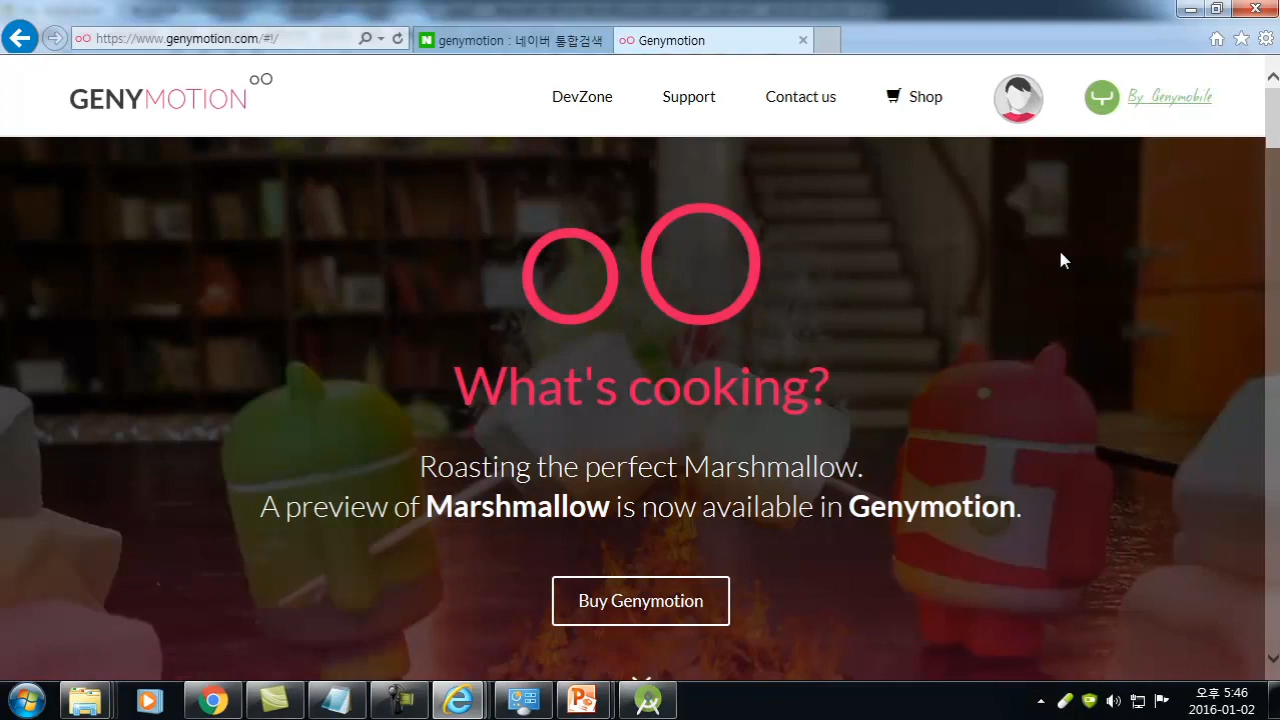 https://www.genymotion.com/#!/
genymotion : 네이버 통합검색
Genymotion
GENYMOTION
DevZone
Support
Contact us
Shop
By Genymobile
What's cooking?
Roasting the perfect Marshmallow.
A preview of Marshmallow is now available in Genymotion.
Buy Genymotion
오후 5:46
2016-01-02